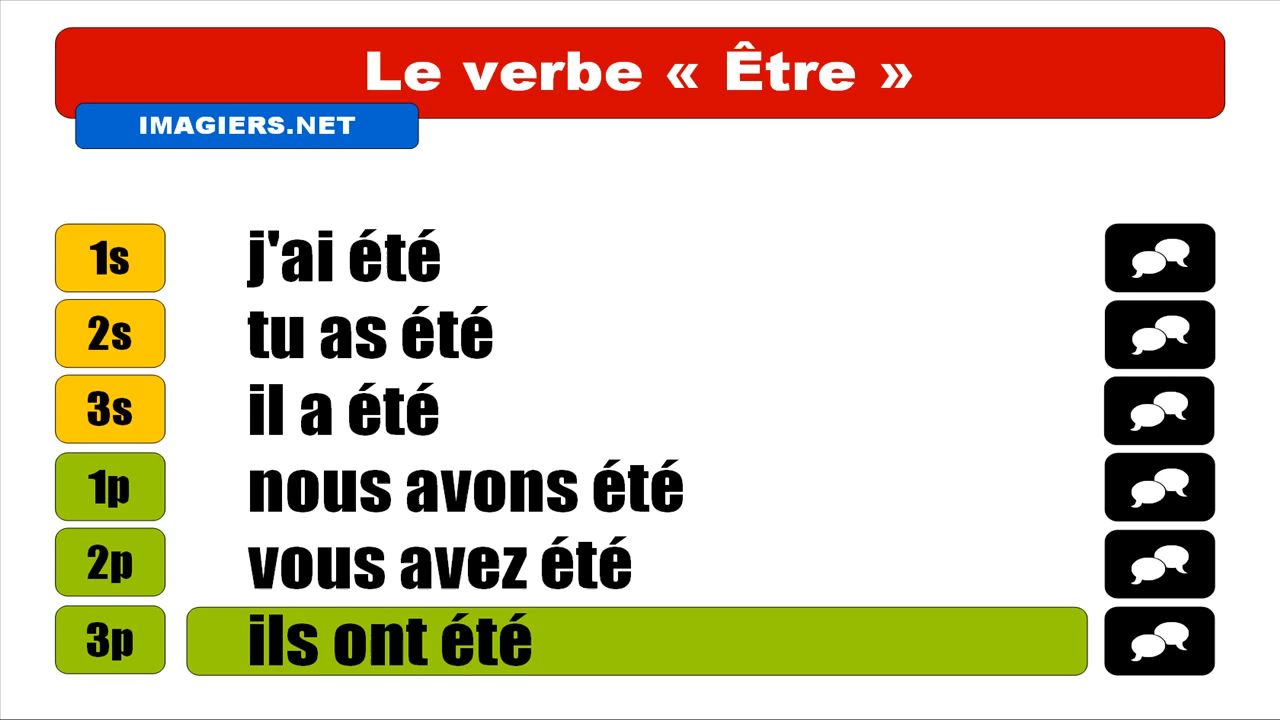 Le verbe « Être »
IMAGIERS.NET
1s j'ai été
2s tu as été
3s il a été
1p nous avons été
2p vous avez été
3p ils ont été